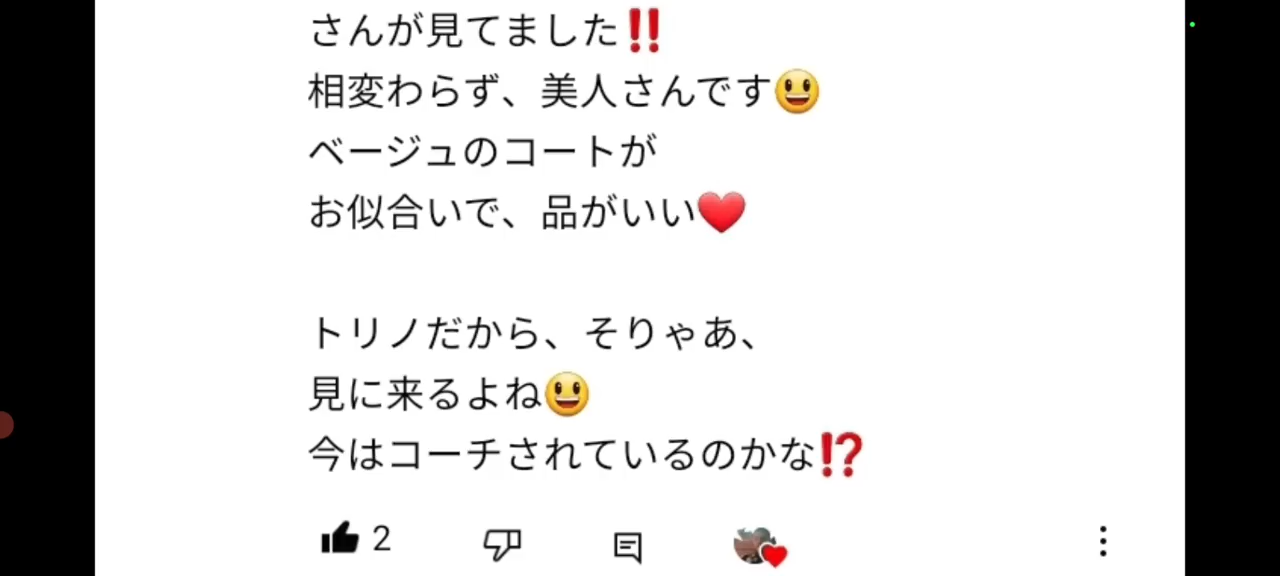 さんが見てました‼️
相変わらず、美人さんです😃
ベージュのコートが
お似合いで、品がいい❤️
トリノだから、そりゃあ、
見に来るよね😃
今はコーチされているのかな⁉️
2